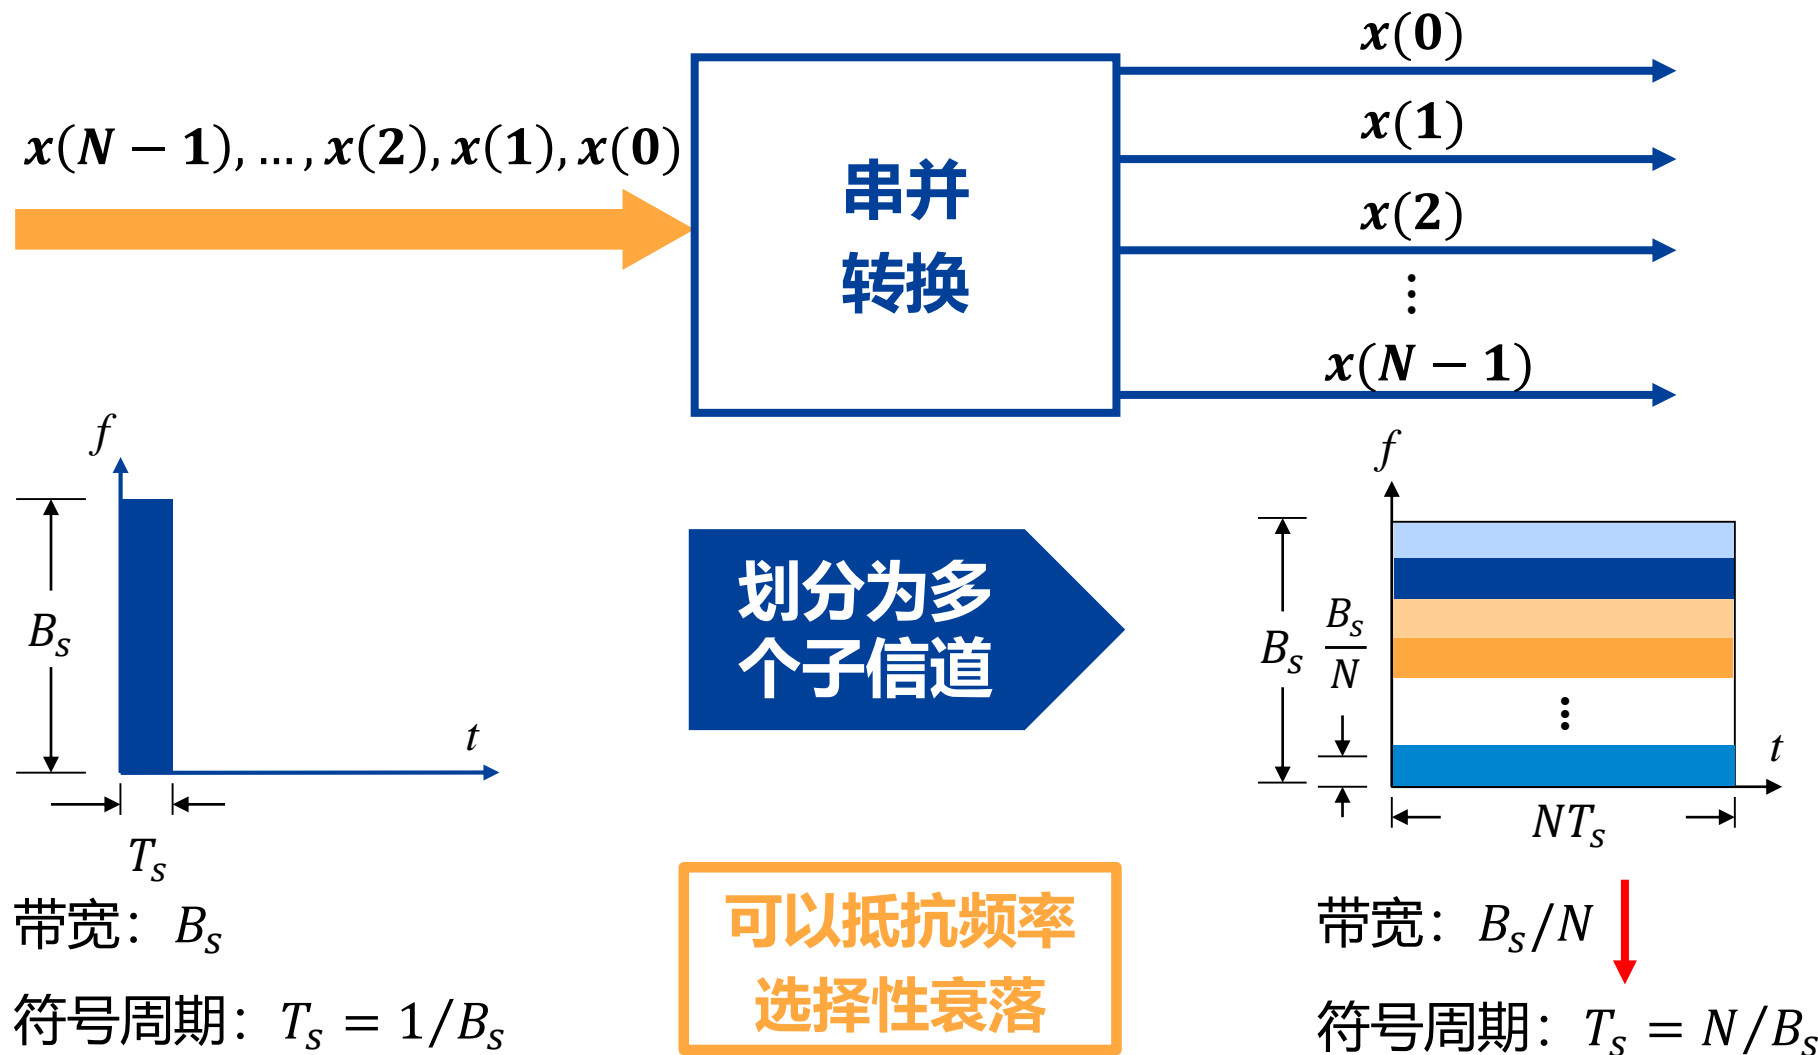 x(N − 1), … , x(2), x(1), x(0)
串并
转换
x(0)
x(1)
x(2)
⋮
x(N − 1)
f
B_s
t
T_s
带宽：B_s
符号周期：T_s = 1/B_s
划分为多
个子信道
可以抵抗频率
选择性衰落
f
B_s
B_s/N
⋮
t
NT_s
带宽：B_s/N
符号周期：T_s = N/B_s